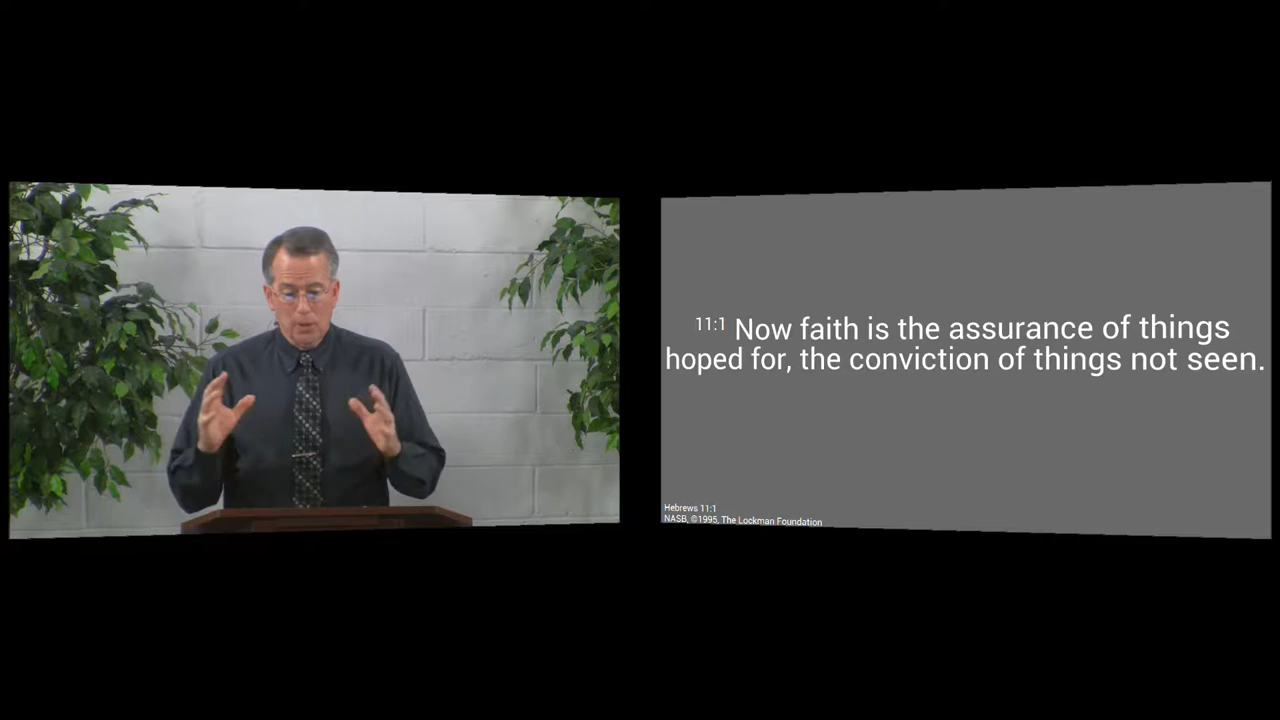 11:1 Now faith is the assurance of things
hoped for, the conviction of things not seen.
Hebrews 11:1
NASB, ©1995, The Lockman Foundation